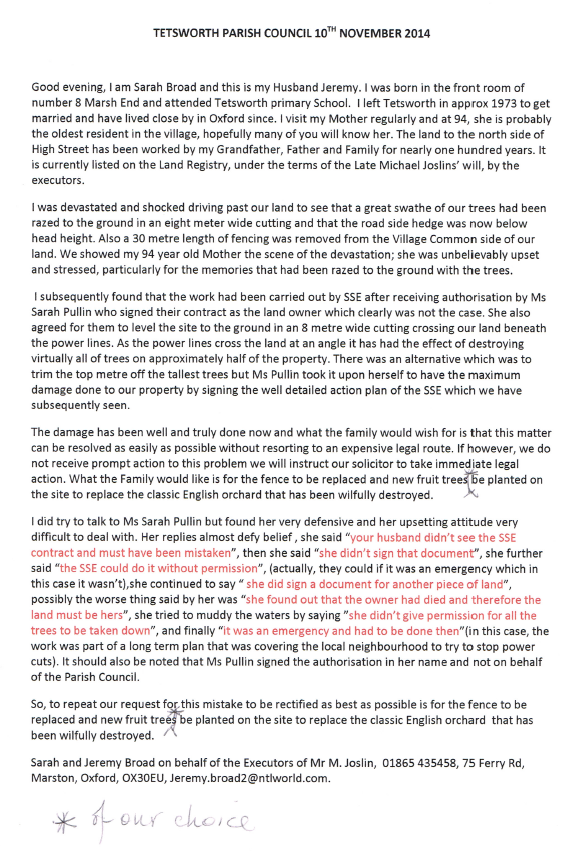 TETSWORTH PARISH COUNCIL 10TH NOVEMBER 2014
Good evening, I am Sarah Broad and this is my Husband Jeremy. I was born in the front room of
number 8 Marsh End and attended Tetsworth primary School.  I left Tetsworth in approx 1973 to get
married and have lived close by in Oxford since. I visit my Mother regularly and at 94, she is probably
the oldest resident in the village, hopefully many of you will know her. The land to the north side of
High Street has been worked by my Grandfather, Father and Family for nearly one hundred years. It
is currently listed on the Land Registry, under the terms of the Late Michael Joslins' will, by the
executors.
I was devastated and shocked driving past our land to see that a great swathe of our trees had been
razed to the ground in an eight meter wide cutting and that the road side hedge was now below
head height. Also a 30 metre length of fencing was removed from the Village Common side of our
land. We showed my 94 year old Mother the scene of the devastation; she was unbelievably upset
and stressed, particularly for the memories that had been razed to the ground with the trees.
I subsequently found that the work had been carried out by SSE after receiving authorisation by Ms
Sarah Pullin who signed their contract as the land owner which clearly was not the case. She also
agreed for them to level the site to the ground in an 8 metre wide cutting crossing our land beneath
the power lines. As the power lines cross the land at an angle it has had the effect of destroying
virtually all of trees on approximately half of the property. There was an alternative which was to
trim the top metre off the tallest trees but Ms Pullin took it upon herself to have the maximum
damage done to our property by signing the well detailed action plan of the SSE which we have
subsequently seen.
The damage has been well and truly done now and what the family would wish for is that this matter
can be resolved as easily as possible without resorting to an expensive legal route. If however, we do
not receive prompt action to this problem we will instruct our solicitor to take immediate legal
action. What the Family would like is for the fence to be replaced and new fruit trees * be planted on
the site to replace the classic English orchard that has been wilfully destroyed.
I did try to talk to Ms Sarah Pullin but found her very defensive and her upsetting attitude very
difficult to deal with. Her replies almost defy belief , she said "your husband didn't see the SSE
contract and must have been mistaken", then she said "she didn't sign that document", she further
said "the SSE could do it without permission", (actually, they could if it was an emergency which in
this case it wasn't),she continued to say " she did sign a document for another piece of land",
possibly the worse thing said by her was "she found out that the owner had died and therefore the
land must be hers", she tried to muddy the waters by saying "she didn't give permission for all the
trees to be taken down", and finally "it was an emergency and had to be done then"(in this case, the
work was part of a long term plan that was covering the local neighbourhood to try to stop power
cuts). It should also be noted that Ms Pullin signed the authorisation in her name and not on behalf
of the Parish Council.
So, to repeat our request for this mistake to be rectified as best as possible is for the fence to be
replaced and new fruit trees * be planted on the site to replace the classic English orchard  that has
been wilfully destroyed.
Sarah and Jeremy Broad on behalf of the Executors of Mr M. Joslin,  01865 435458, 75 Ferry Rd,
Marston, Oxford, OX30EU, Jeremy.broad2@ntlworld.com.
* of our choice